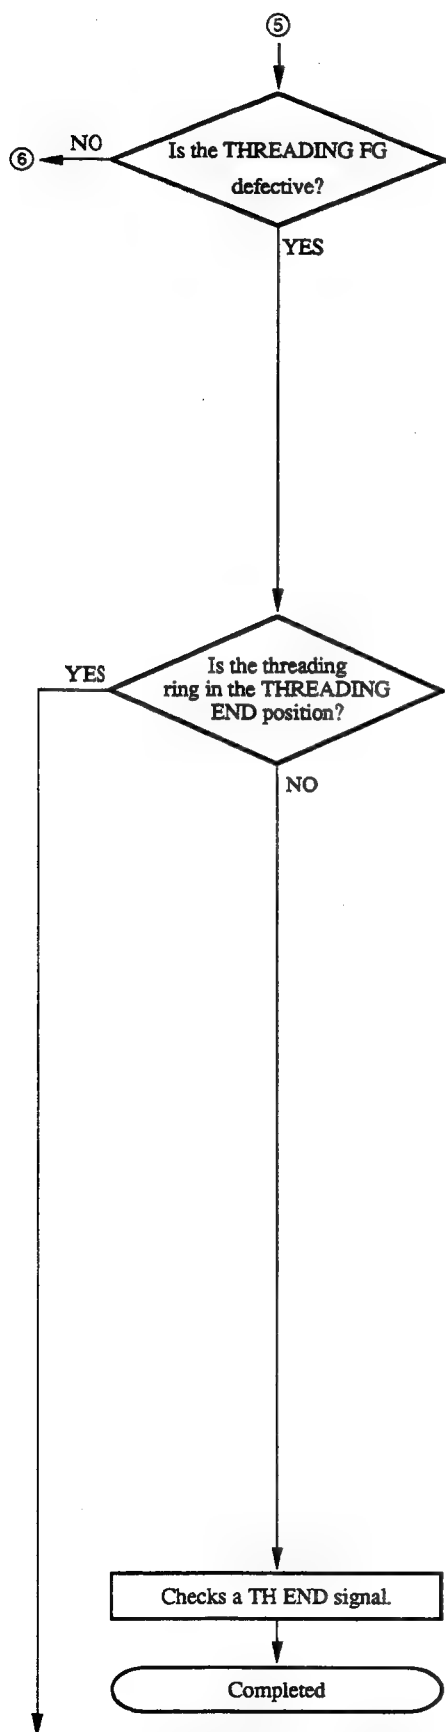 ⑤
NO
⑥
Is the THREADING FG
defective?
YES
YES
Is the threading
ring in the THREADING
END position?
NO
Checks a TH END signal.
Completed